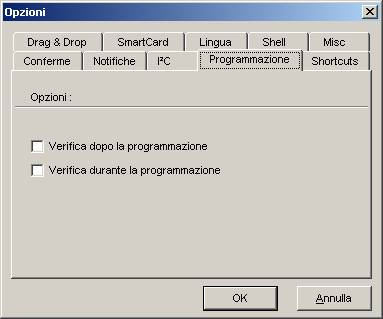 Opzioni
Drag & Drop SmartCard Lingua Shell Misc
Conferme Notifiche I²C Programmazione Shortcuts
Opzioni :
Verifica dopo la programmazione
Verifica durante la programmazione
OK Annulla